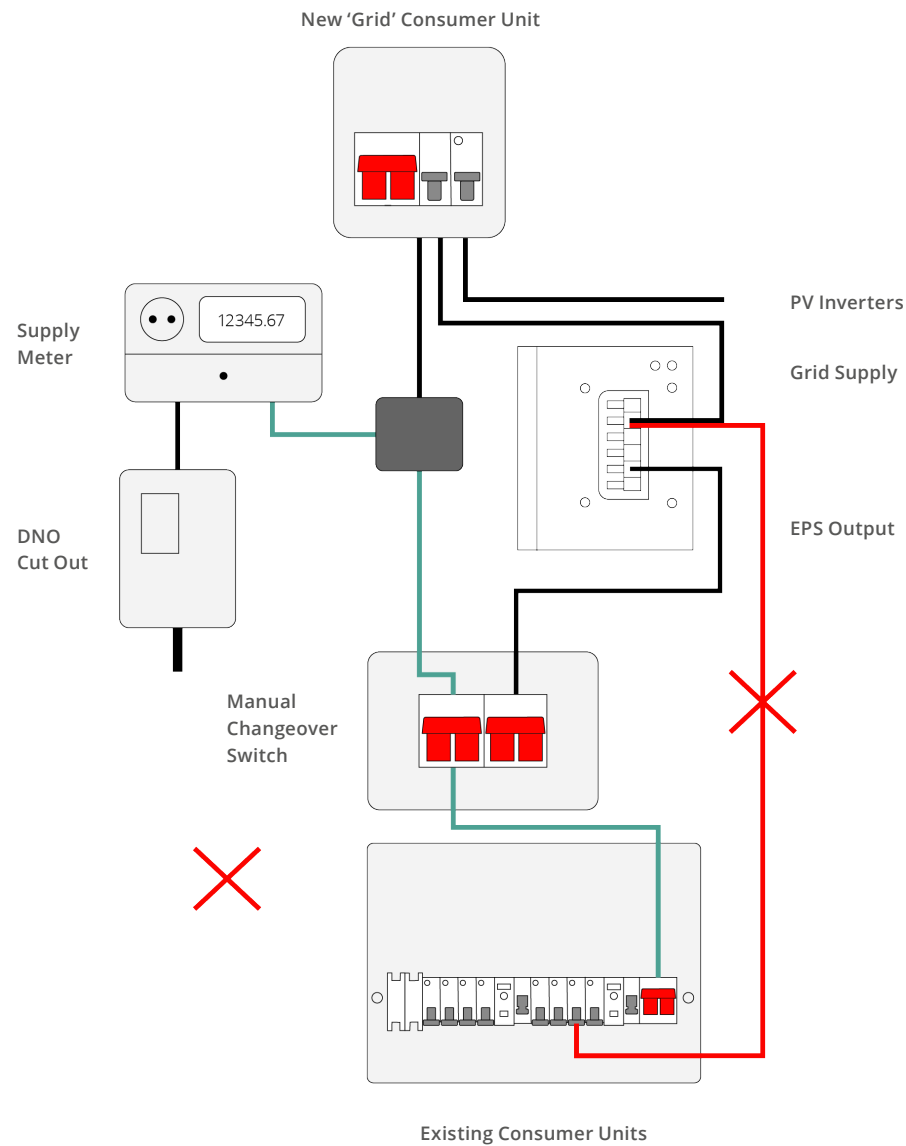 New ‘Grid’ Consumer Unit
PV Inverters
12345.67
Supply
Meter
Grid Supply
DNO
Cut Out
EPS Output
Manual
Changeover
Switch
Existing Consumer Units